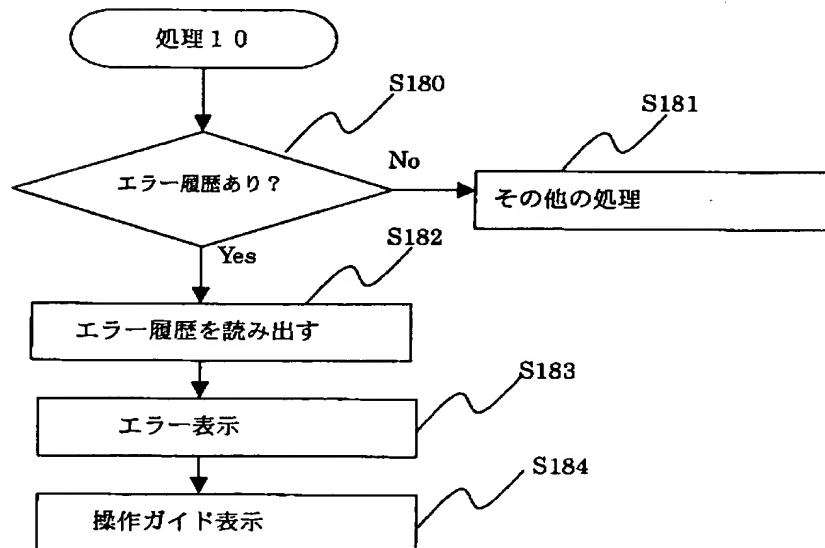 処理１０
S180
エラー履歴あり？
No
S181
その他の処理
Yes
S182
エラー履歴を読み出す
S183
エラー表示
S184
操作ガイド表示